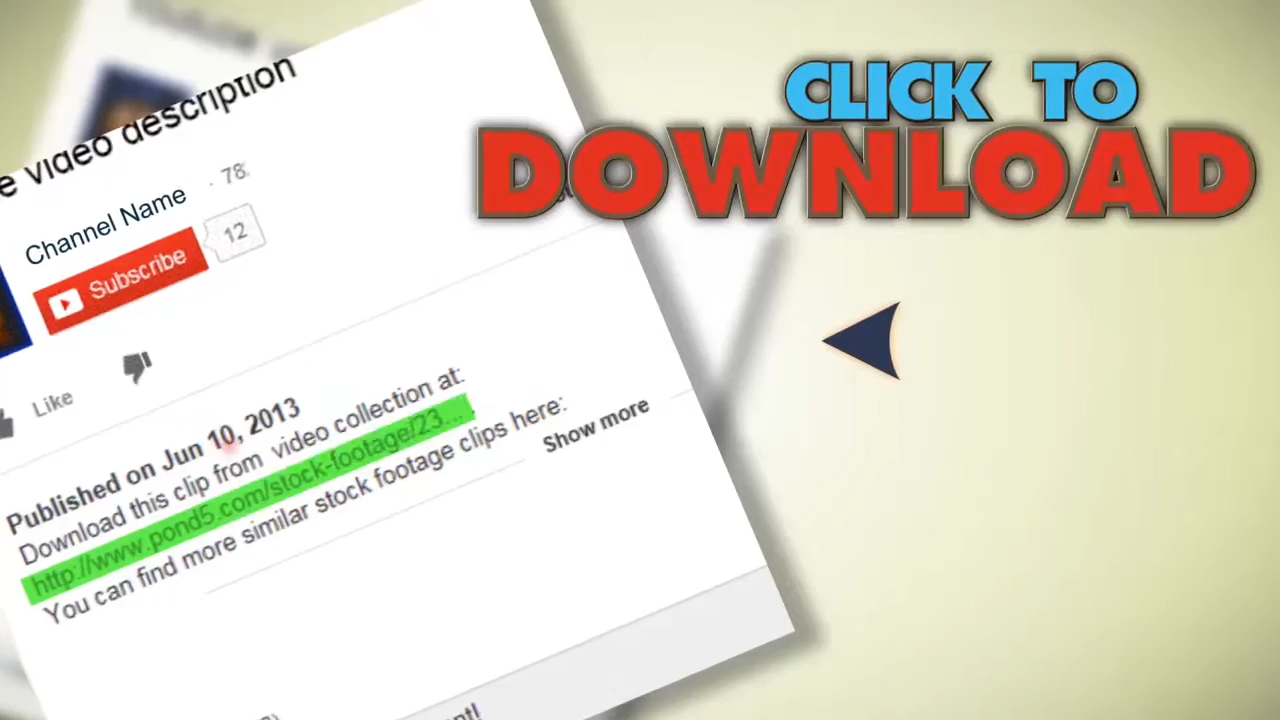 CLICK TO
DOWNLOAD
e video description
Channel Name
78
Subscribe
12
Like
Published on Jun 10, 2013
Download this clip from video collection at:
http://www.pond5.com/stock-footage/23... .
You can find more similar stock footage clips here:
Show more